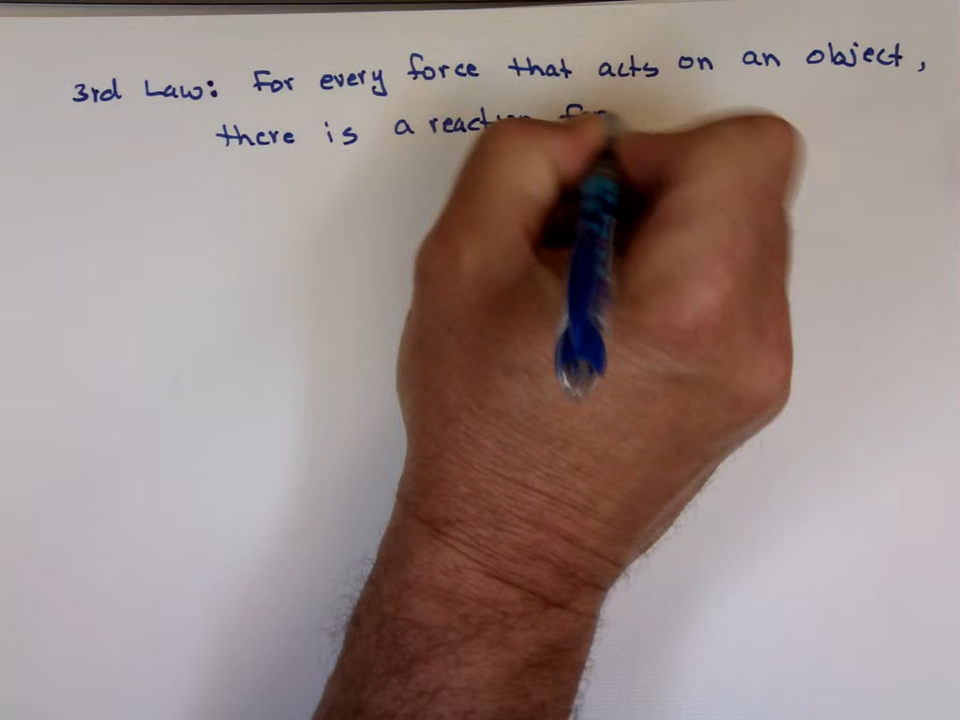 3rd Law: For every force that acts on an object,
there is a